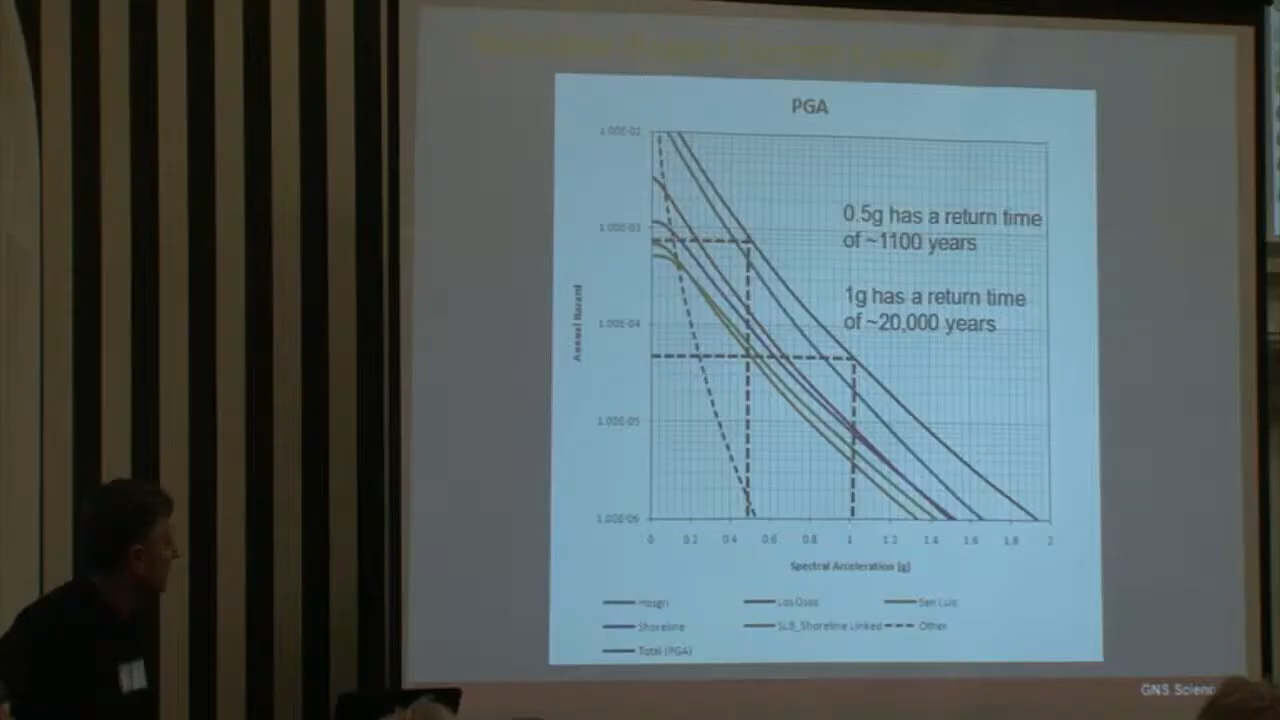 PGA
1.00E-02
1.00E-03
1.00E-04
1.00E-05
1.00E-06
Annual Hazard
0.5g has a return time
of ~1100 years
1g has a return time
of ~20,000 years
0 0.2 0.4 0.6 0.8 1 1.2 1.4 1.6 1.8 2
Spectral Acceleration (g)
Hosgri Los Osos San Luis
Shoreline SLB_Shoreline Linked Other
Total (PGA)
GNS Scienc